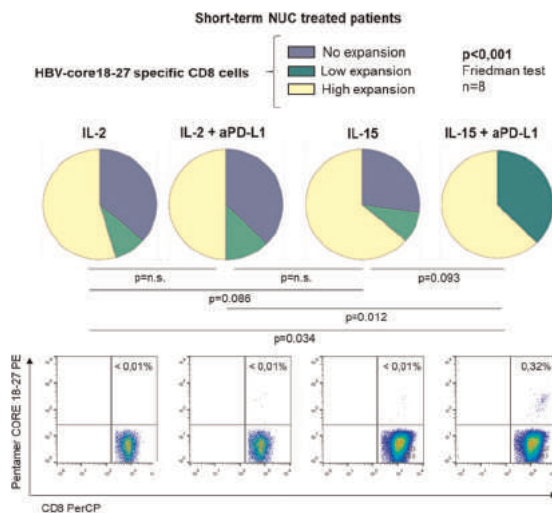 Short-term NUC treated patients
HBV-core18-27 specific CD8 cells
No expansion
Low expansion
High expansion
p<0,001
Friedman test
n=8
IL-2
IL-2 + aPD-L1
IL-15
IL-15 + aPD-L1
p=n.s.
p=n.s.
p=0.093
p=0.086
p=0.012
p=0.034
Pentamer CORE 18-27 PE
< 0,01%
< 0,01%
< 0,01%
0,32%
CD8 PerCP